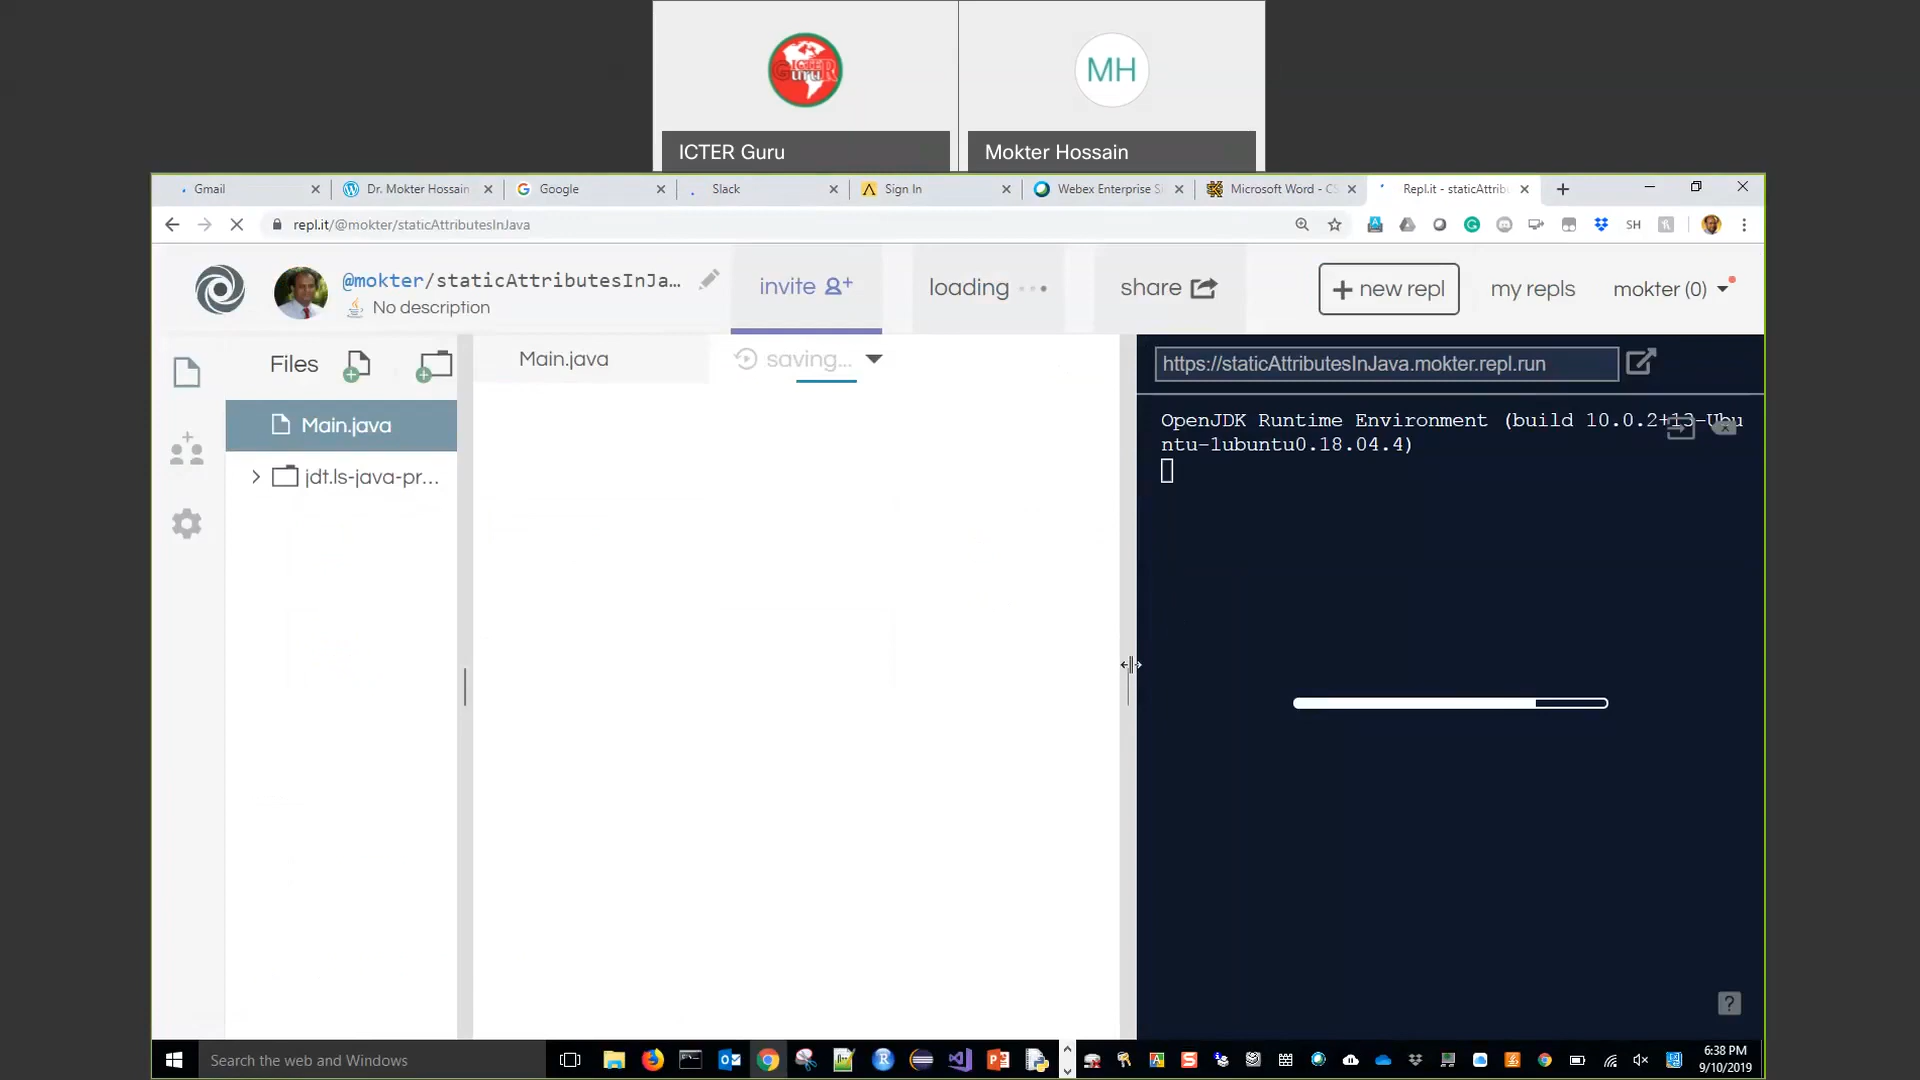 MH
ICTER Guru
Mokter Hossain
Gmail
Dr. Mokter Hossain
Google
Slack
Sign In
Webex Enterprise Si
Microsoft Word - CS
Repl.it - staticAttribu
repl.it/@mokter/staticAttributesInJava
SH
@mokter/staticAttributesInJa...
No description
invite
loading
share
+ new repl
my repls
mokter (0)
Files
Main.java
saving...
https://staticAttributesInJava.mokter.repl.run
Main.java
jdt.ls-java-pr...
OpenJDK Runtime Environment (build 10.0.2+13-Ubu
ntu-1ubuntu0.18.04.4)
?
Search the web and Windows
6:38 PM
9/10/2019